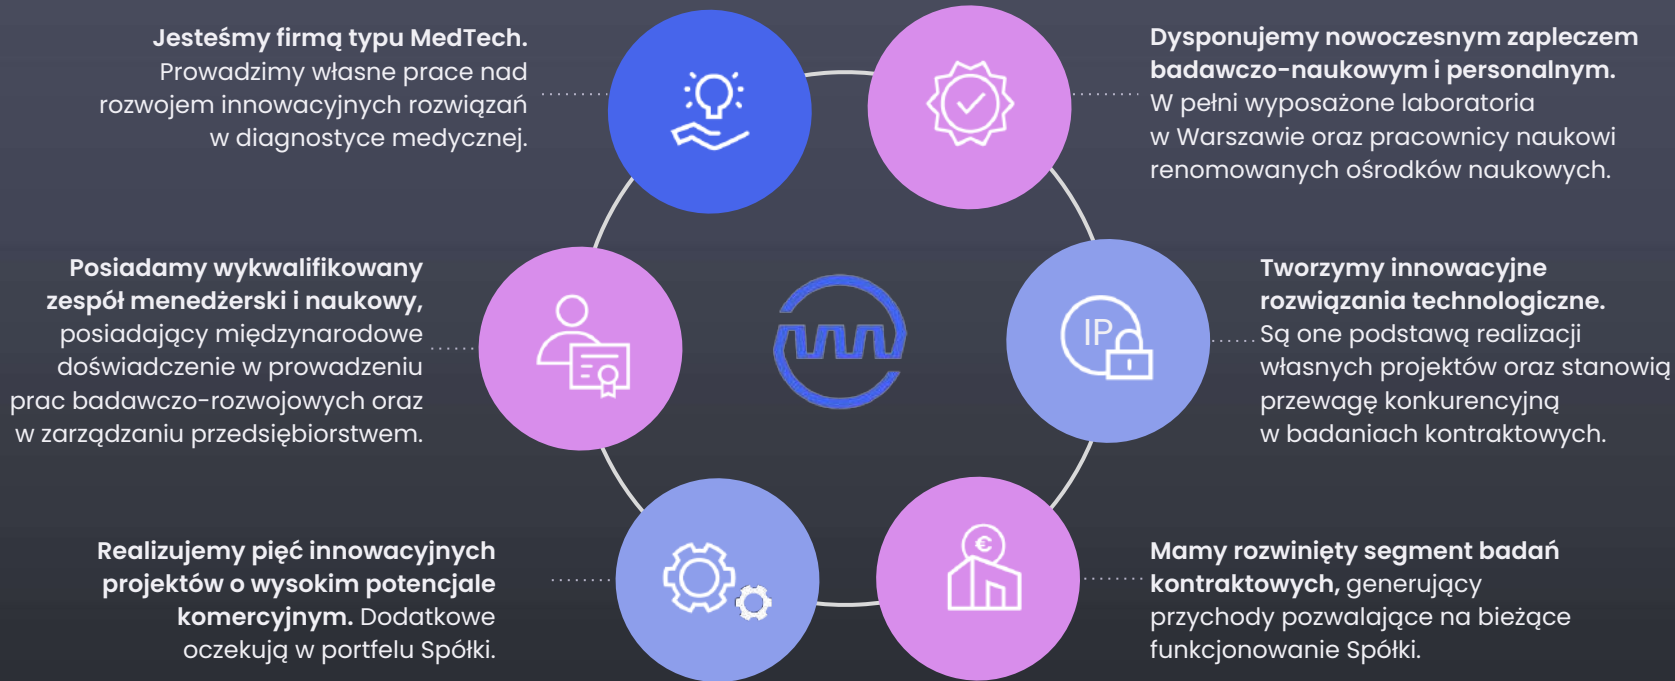 Jesteśmy firmą typu MedTech.
Prowadzimy własne prace nad
rozwojem innowacyjnych rozwiązań
w diagnostyce medycznej.
Dysponujemy nowoczesnym zapleczem
badawczo-naukowym i personalnym.
W pełni wyposażone laboratoria
w Warszawie oraz pracownicy naukowi
renomowanych ośrodków naukowych.
Posiadamy wykwalifikowany
zespół menedżerski i naukowy,
posiadający międzynarodowe
doświadczenie w prowadzeniu
prac badawczo-rozwojowych oraz
w zarządzaniu przedsiębiorstwem.
IP
Tworzymy innowacyjne
rozwiązania technologiczne.
Są one podstawą realizacji
własnych projektów oraz stanowią
przewagę konkurencyjną
w badaniach kontraktowych.
Realizujemy pięć innowacyjnych
projektów o wysokim potencjale
komercyjnym. Dodatkowe
oczekują w portfelu Spółki.
€
Mamy rozwinięty segment badań
kontraktowych, generujący
przychody pozwalające na bieżące
funkcjonowanie Spółki.